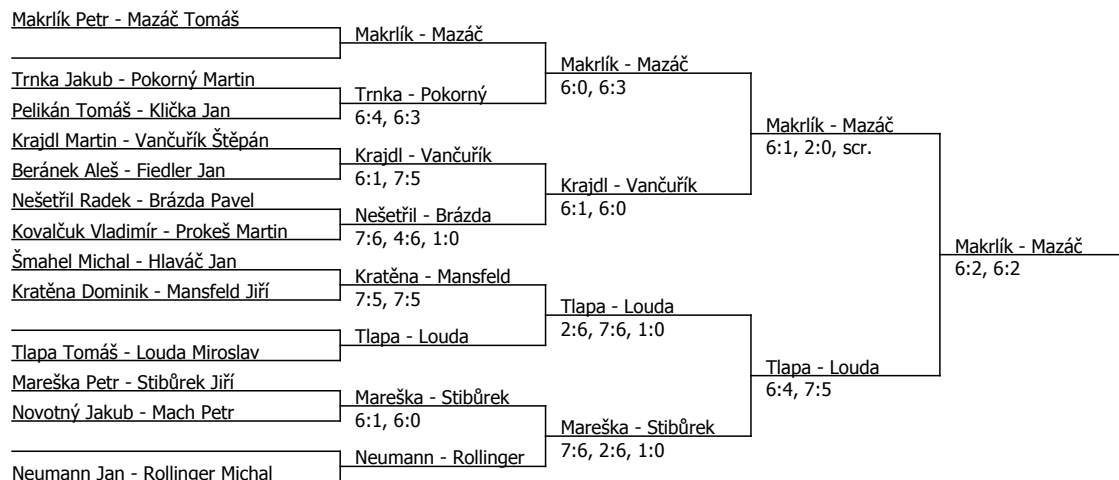 Makrlík Petr - Mazáč Tomáš
Trnka Jakub - Pokorný Martin
Pelikán Tomáš - Klička Jan
Krajdl Martin - Vančuřík Štěpán
Beránek Aleš - Fiedler Jan
Nešetřil Radek - Brázda Pavel
Kovalčuk Vladimír - Prokeš Martin
Šmahel Michal - Hlaváč Jan
Kratěna Dominik - Mansfeld Jiří
Tlapa Tomáš - Louda Miroslav
Mareška Petr - Stibůrek Jiří
Novotný Jakub - Mach Petr
Neumann Jan - Rollinger Michal
Makrlík - Mazáč
Trnka - Pokorný
6:4, 6:3
Krajdl - Vančuřík
6:1, 7:5
Nešetřil - Brázda
7:6, 4:6, 1:0
Kratěna - Mansfeld
7:5, 7:5
Tlapa - Louda
Mareška - Stibůrek
6:1, 6:0
Neumann - Rollinger
Makrlík - Mazáč
6:0, 6:3
Krajdl - Vančuřík
6:1, 6:0
Tlapa - Louda
2:6, 7:6, 1:0
Mareška - Stibůrek
7:6, 2:6, 1:0
Makrlík - Mazáč
6:1, 2:0, scr.
Tlapa - Louda
6:4, 7:5
Makrlík - Mazáč
6:2, 6:2